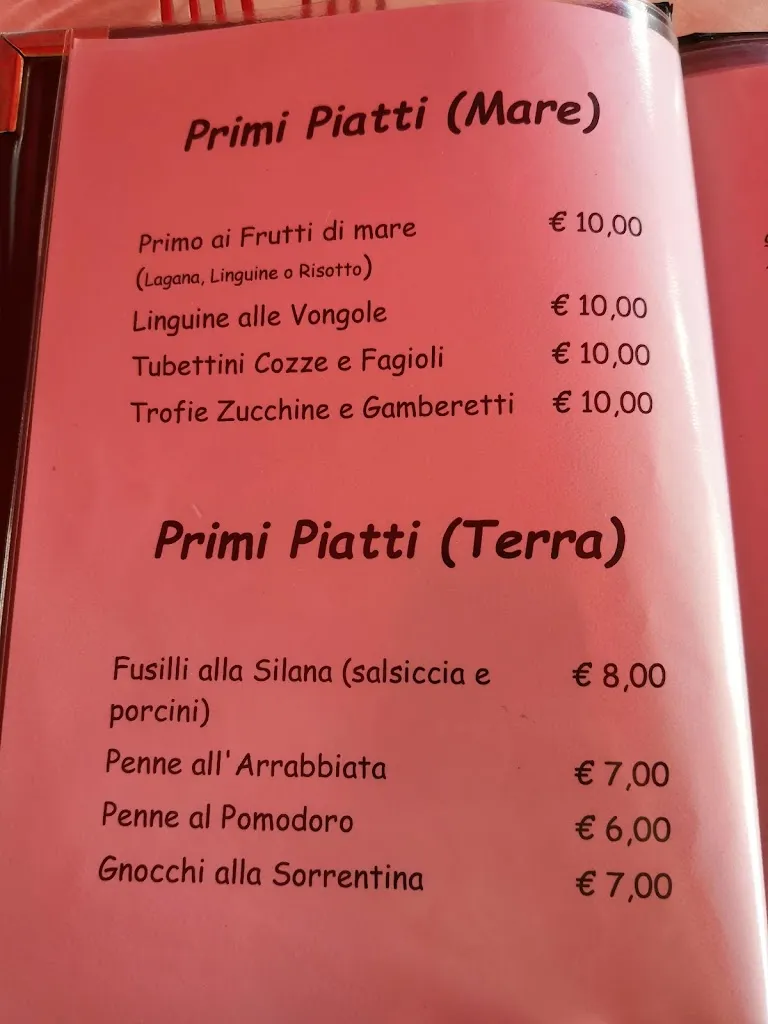 Primi Piatti (Mare)
Primo ai Frutti di mare € 10,00
(Lagana, Linguine o Risotto)
Linguine alle Vongole € 10,00
Tubettini Cozze e Fagioli € 10,00
Trofie Zucchine e Gamberetti € 10,00
Primi Piatti (Terra)
Fusilli alla Silana (salsiccia e € 8,00
porcini)
Penne all'Arrabbiata € 7,00
Penne al Pomodoro € 6,00
Gnocchi alla Sorrentina € 7,00